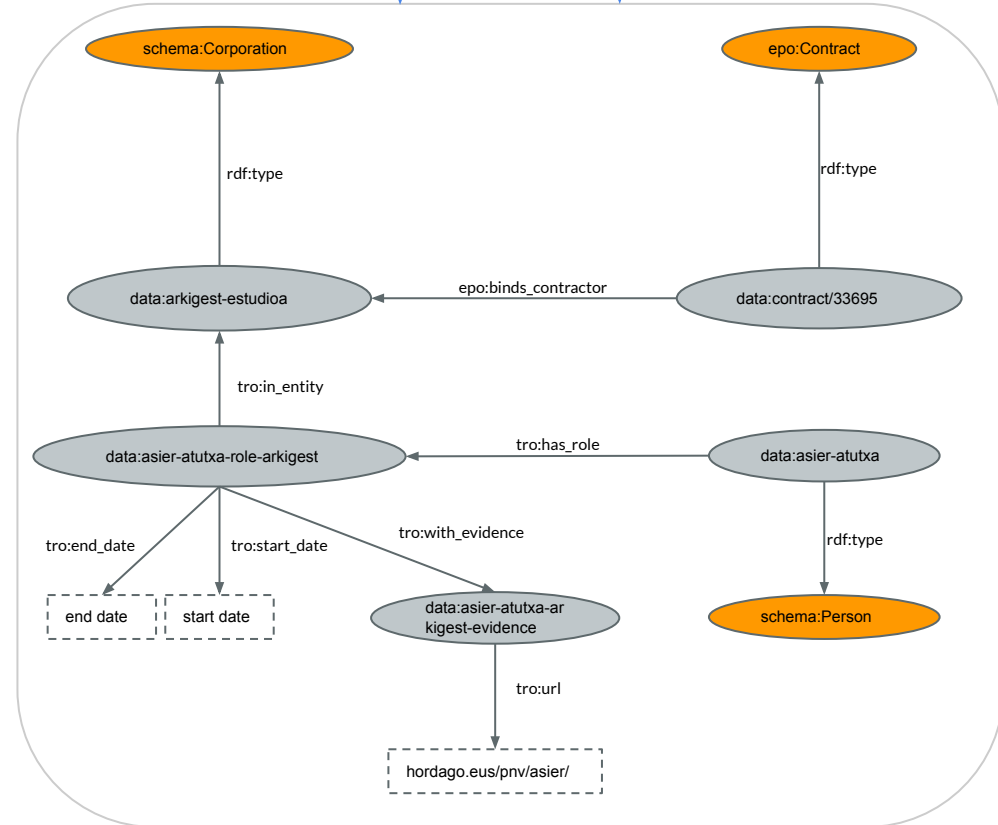 schema:Corporation
epo:Contract
rdf:type
rdf:type
data:arkigest-estudioa
epo:binds_contractor
data:contract/33695
tro:in_entity
data:asier-atutxa-role-arkigest
tro:has_role
data:asier-atutxa
tro:end_date
tro:start_date
tro:with_evidence
rdf:type
end date
start date
data:asier-atutxa-ar
kigest-evidence
schema:Person
tro:url
hordago.eus/pnv/asier/